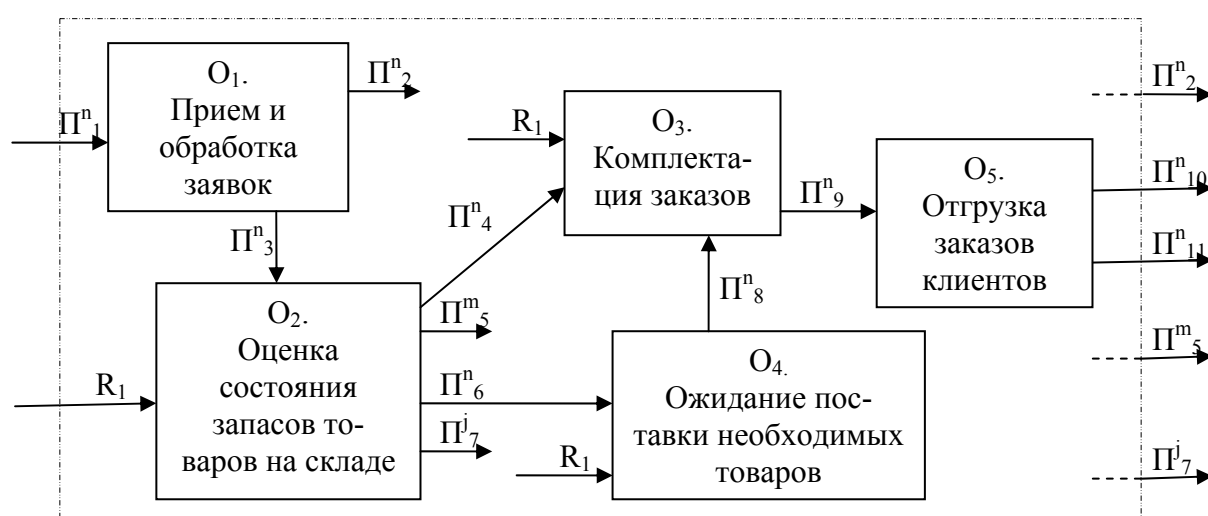 O₁.
Прием и
обработка
заявок
Пⁿ₁
Пⁿ₂
Пⁿ₃
O₂.
Оценка
состояния
запасов то-
варов на складе
R₁
Пⁿ₄
Пᵐ₅
Пⁿ₆
Пʲ₇
R₁
O₃.
Комплекта-
ция заказов
Пⁿ₈
R₁
O₄.
Ожидание пос-
тавки необходимых
товаров
Пⁿ₉
O₅.
Отгрузка
заказов
клиентов
Пⁿ₂
Пⁿ₁₀
Пⁿ₁₁
Пᵐ₅
Пʲ₇